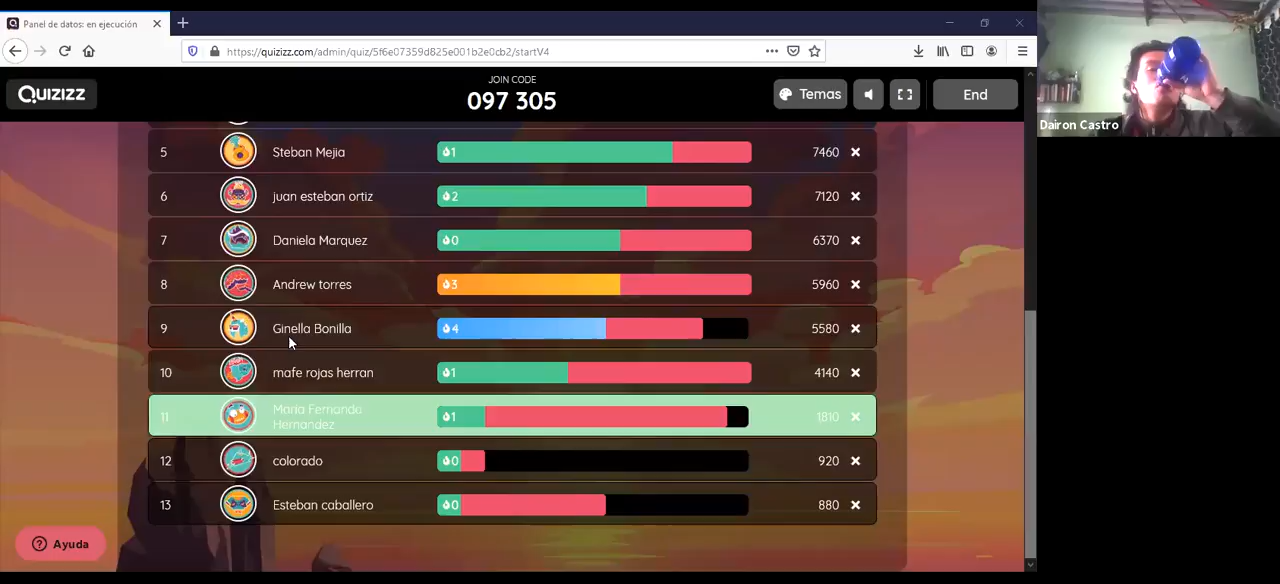 Panel de datos: en ejecución
https://quizizz.com/admin/quiz/5f6e07359d825e001b2e0cb2/startV4
Quizizz
JOIN CODE
097 305
Temas
End
Dairon Castro
5 Steban Mejia 1 7460
6 juan esteban ortiz 2 7120
7 Daniela Marquez 0 6370
8 Andrew torres 3 5960
9 Ginella Bonilla 4 5580
10 mafe rojas herran 1 4140
11 Maria Fernanda Hernandez 1 1810
12 colorado 0 920
13 Esteban caballero 0 880
Ayuda